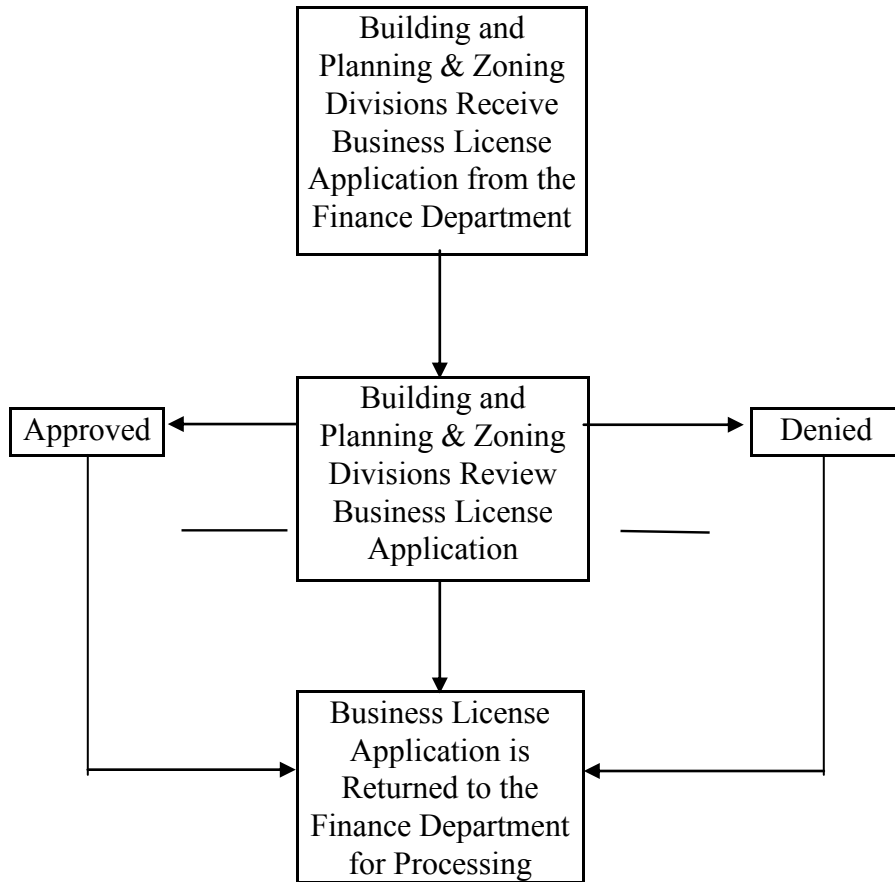 Building and
Planning & Zoning
Divisions Receive
Business License
Application from the
Finance Department
Approved
Building and
Planning & Zoning
Divisions Review
Business License
Application
Denied
Business License
Application is
Returned to the
Finance Department
for Processing